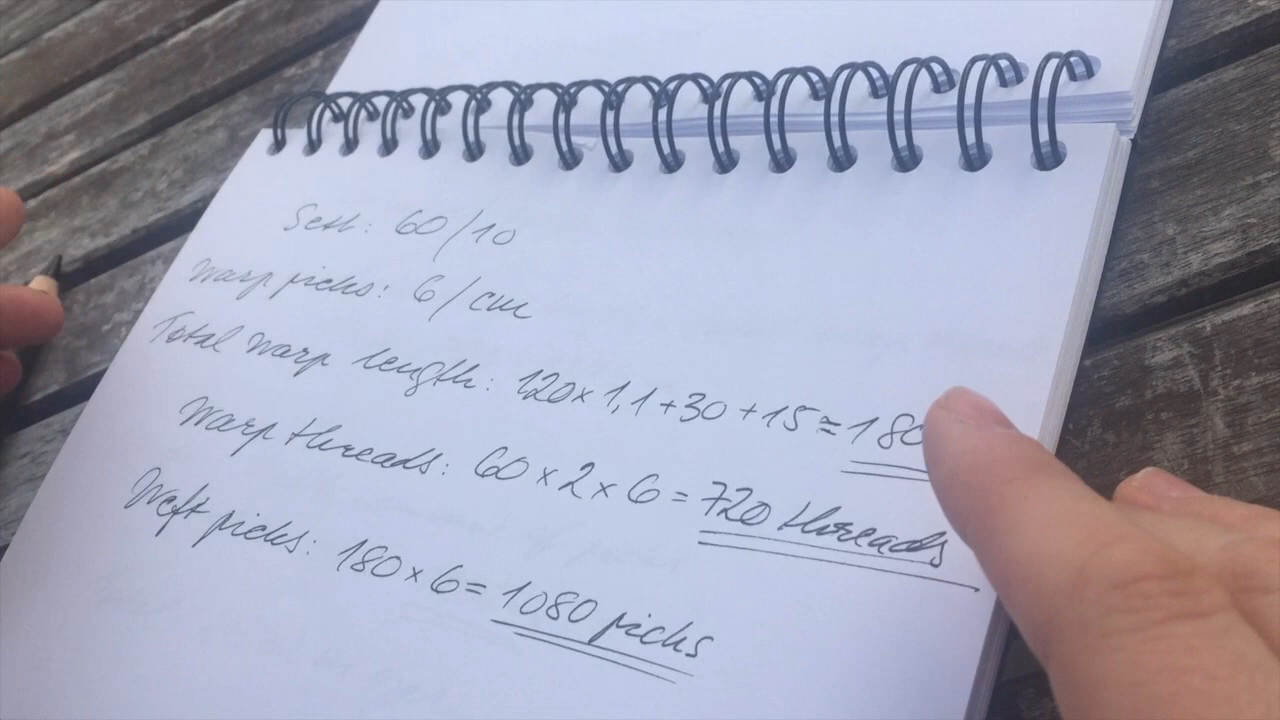 Sett: 60/10
Warp picks: 6/cm
Total warp length: 120×1,1+30+15≈180
Warp threads: 60×2×6=720 threads
Weft picks: 180×6=1080 picks